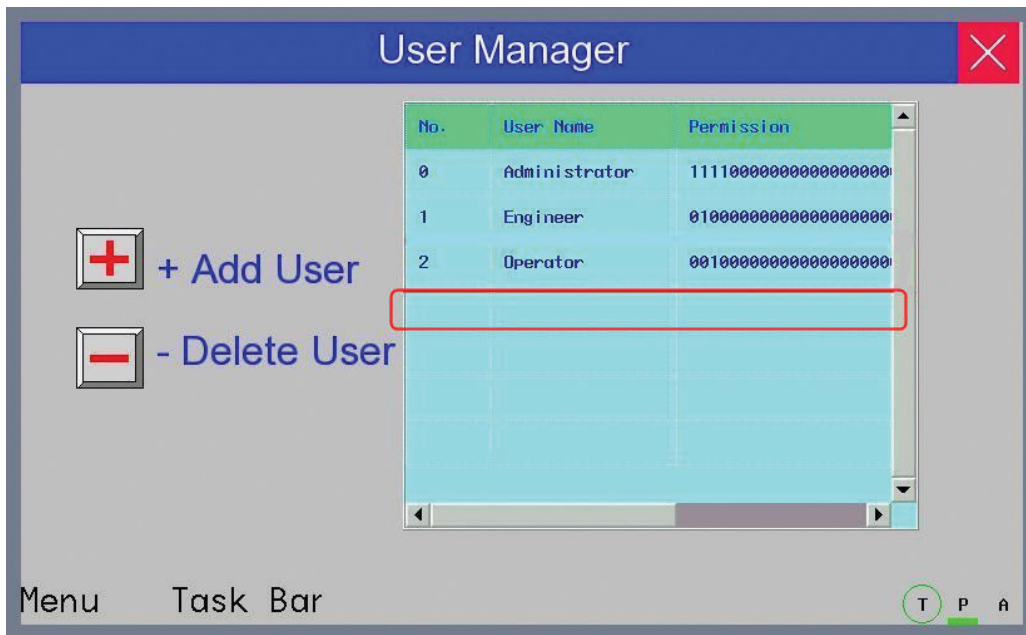 User Manager
No. User Name Permission
0 Administrator 11110000000000000000
1 Engineer 01000000000000000000
2 Operator 00100000000000000000
+ Add User
- Delete User
Menu Task Bar
T P A